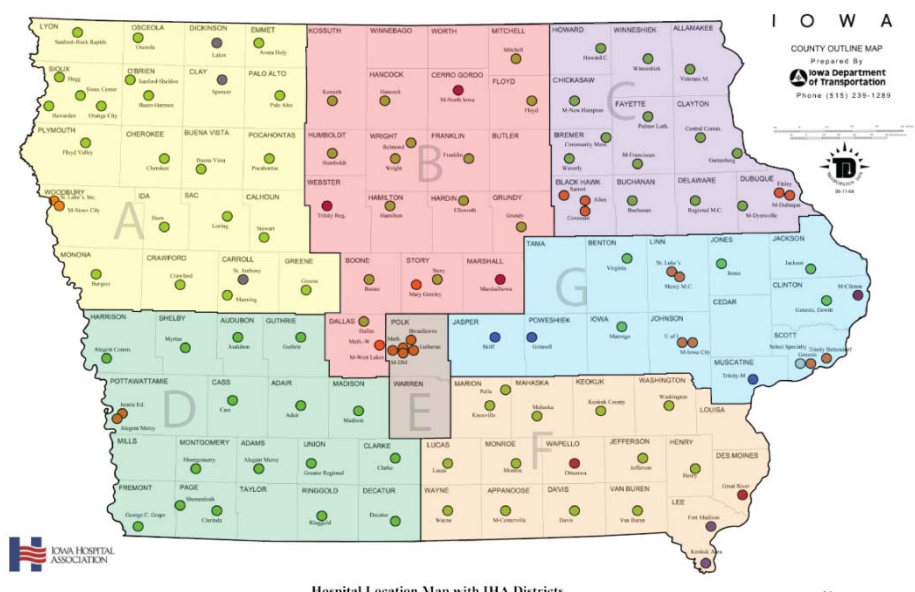 I O W A
COUNTY OUTLINE MAP
Prepared By
Iowa Department
of Transportation
Phone (515) 239-1289
LYON
Sanford-Rock Rapids
OSCEOLA
Osceola
DICKINSON
Lakes
EMMET
Avera Holy
SIOUX
Hegg
Sioux Center
Hawarden
Orange City
O'BRIEN
Sanford-Sheldon
Baum-Harmon
CLAY
Spencer
PALO ALTO
Palo Alto
PLYMOUTH
Floyd Valley
CHEROKEE
Cherokee
BUENA VISTA
Buena Vista
POCAHONTAS
Pocahontas
WOODBURY
St. Luke's, Inc.
M-Sioux City
IDA
Horn
SAC
Loring
CALHOUN
Stewart
A
MONONA
Burgess
CRAWFORD
Crawford
CARROLL
St. Anthony
Manning
GREENE
Greene
KOSSUTH
Kossuth
WINNEBAGO
WORTH
MITCHELL
Mitchell
HANCOCK
Hancock
CERRO GORDO
M-North Iowa
FLOYD
Floyd
HUMBOLDT
Humboldt
WRIGHT
Belmond
Wright
FRANKLIN
Franklin
BUTLER
B
WEBSTER
Trinity Reg.
HAMILTON
Hamilton
HARDIN
Ellsworth
GRUNDY
Grundy
BOONE
Boone
STORY
Story
Mary Greeley
MARSHALL
Marshalltown
DALLAS
Dallas
Meth.-W
M-West Lakes
HOWARD
Howard C.
WINNESHIEK
Winneshiek
ALLAMAKEE
Veterans M.
CHICKASAW
M-New Hampton
C
FAYETTE
Palmer Luth.
CLAYTON
Central Comm.
Guttenberg
BREMER
Community Mem.
Waverly
M-Franciscan
BLACK HAWK
Sartori
Allen
Covenant
BUCHANAN
Buchanan
DELAWARE
Regional M.C.
DUBUQUE
Finley
M-Dubuque
M-Dyersville
TAMA
BENTON
Virginia
LINN
St. Luke's
Mercy M.C.
JONES
Jones
JACKSON
Jackson
G
CEDAR
CLINTON
M-Clinton
Genesis, Dewitt
JASPER
Skiff
POWESHIEK
Grinnell
IOWA
Marengo
JOHNSON
U of I
M-Iowa City
SCOTT
Select Specialty
Trinity Bettendorf
Genesis
MUSCATINE
Trinity-M
POLK
Broadlawns
Meth.
Lutheran
M-DM
WARREN
E
HARRISON
Alegent Comm.
SHELBY
Myrtue
AUDUBON
Audubon
GUTHRIE
Guthrie
POTTAWATTAMIE
Jennie Ed.
Alegent Mercy
D
CASS
Cass
ADAIR
Adair
MADISON
Madison
MILLS
MONTGOMERY
Montgomery
ADAMS
Alegent Mercy
UNION
Greater Regional
CLARKE
Clarke
FREMONT
George C. Grape
PAGE
Shenandoah
Clarinda
TAYLOR
RINGGOLD
Ringgold
DECATUR
Decatur
MARION
Pella
Knoxville
MAHASKA
Mahaska
KEOKUK
Keokuk County
WASHINGTON
Washington
LOUISA
F
LUCAS
Lucas
MONROE
Monroe
WAPELLO
Ottumwa
JEFFERSON
Jefferson
HENRY
Henry
DES MOINES
Great River
WAYNE
Wayne
APPANOOSE
M-Centerville
DAVIS
Davis
VAN BUREN
Van Buren
LEE
Fort Madison
Keokuk Area
IOWA HOSPITAL
ASSOCIATION
Hospital Location Map with IHA Districts